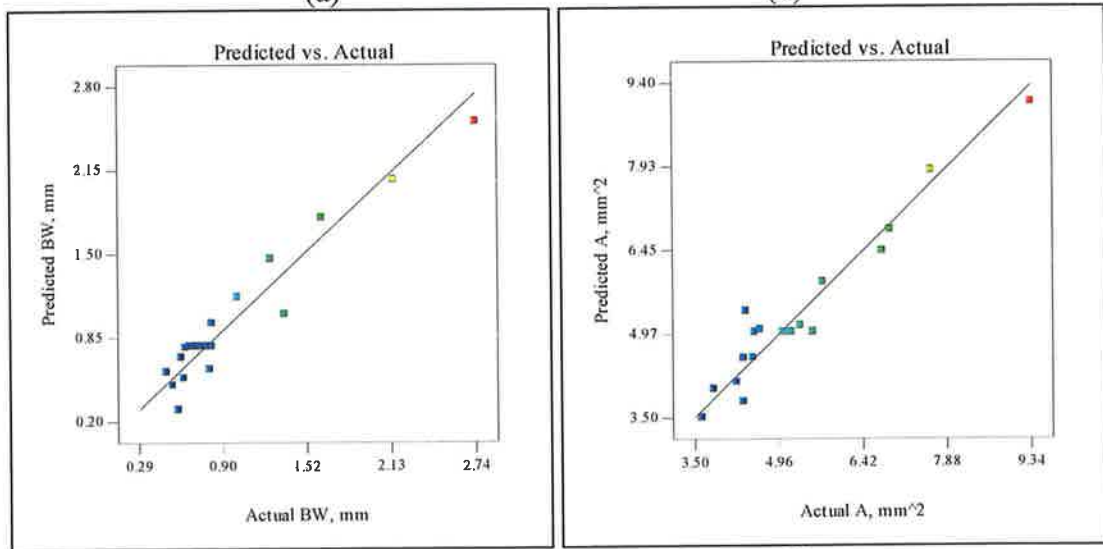 Predicted vs. Actual
2.80
2.15
1.50
0.85
0.20
Predicted BW, mm
0.29 0.90 1.52 2.13 2.74
Actual BW, mm
Predicted vs. Actual
9.40
7.93
6.45
4.97
3.50
Predicted A, mm^2
3.50 4.96 6.42 7.88 9.34
Actual A, mm^2